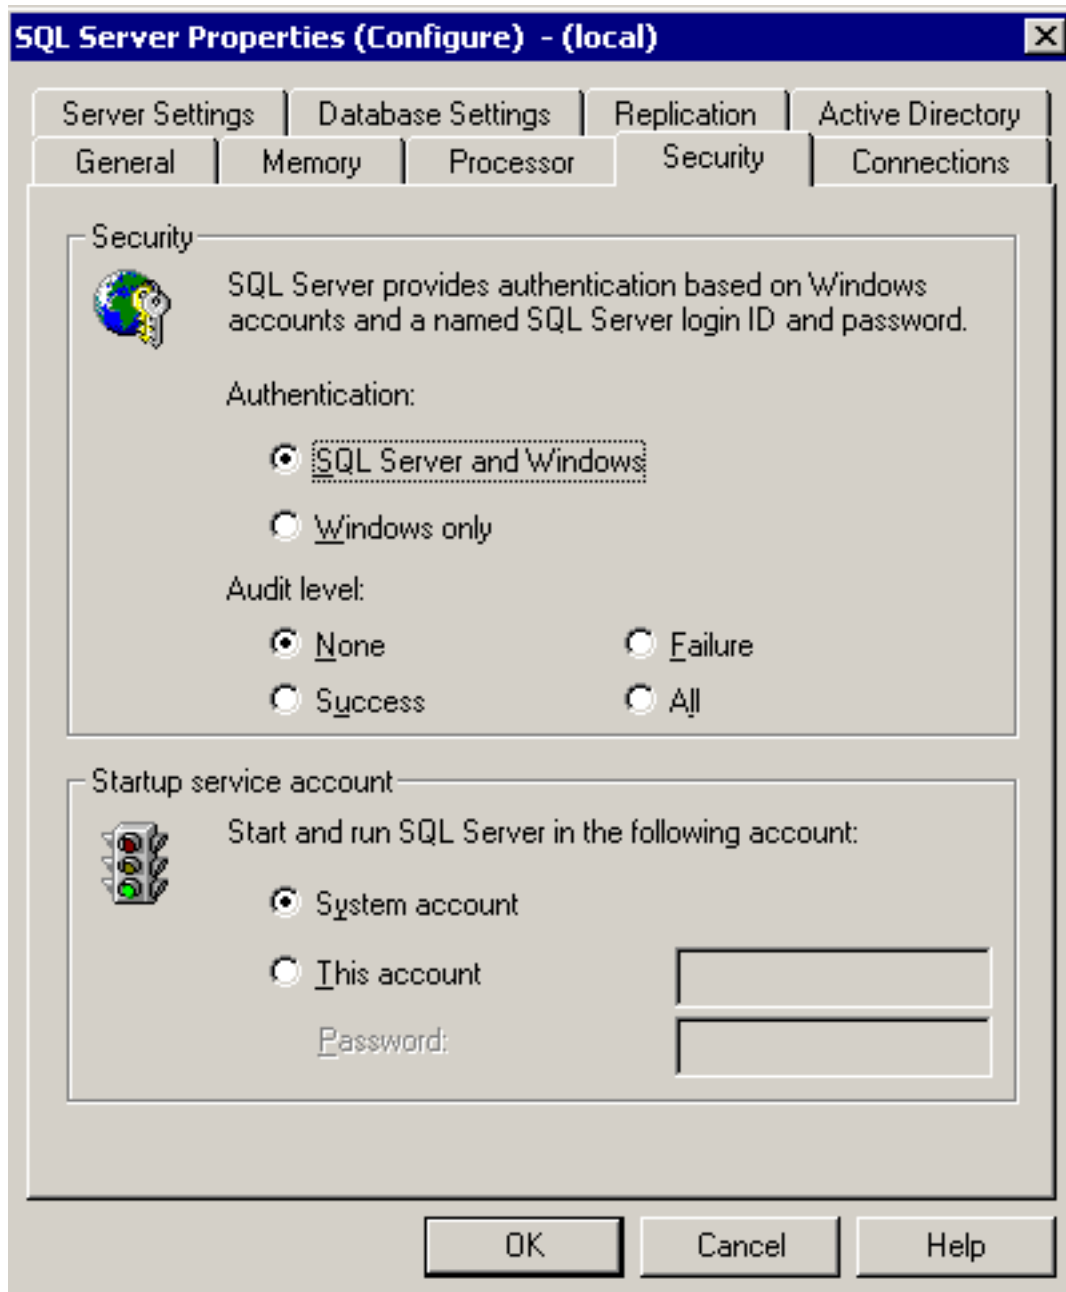 SQL Server Properties (Configure) - (local)
Server Settings
Database Settings
Replication
Active Directory
General
Memory
Processor
Security
Connections
Security
SQL Server provides authentication based on Windows
accounts and a named SQL Server login ID and password.
Authentication:
SQL Server and Windows
Windows only
Audit level:
None
Failure
Success
All
Startup service account
Start and run SQL Server in the following account:
System account
This account
Password:
OK
Cancel
Help